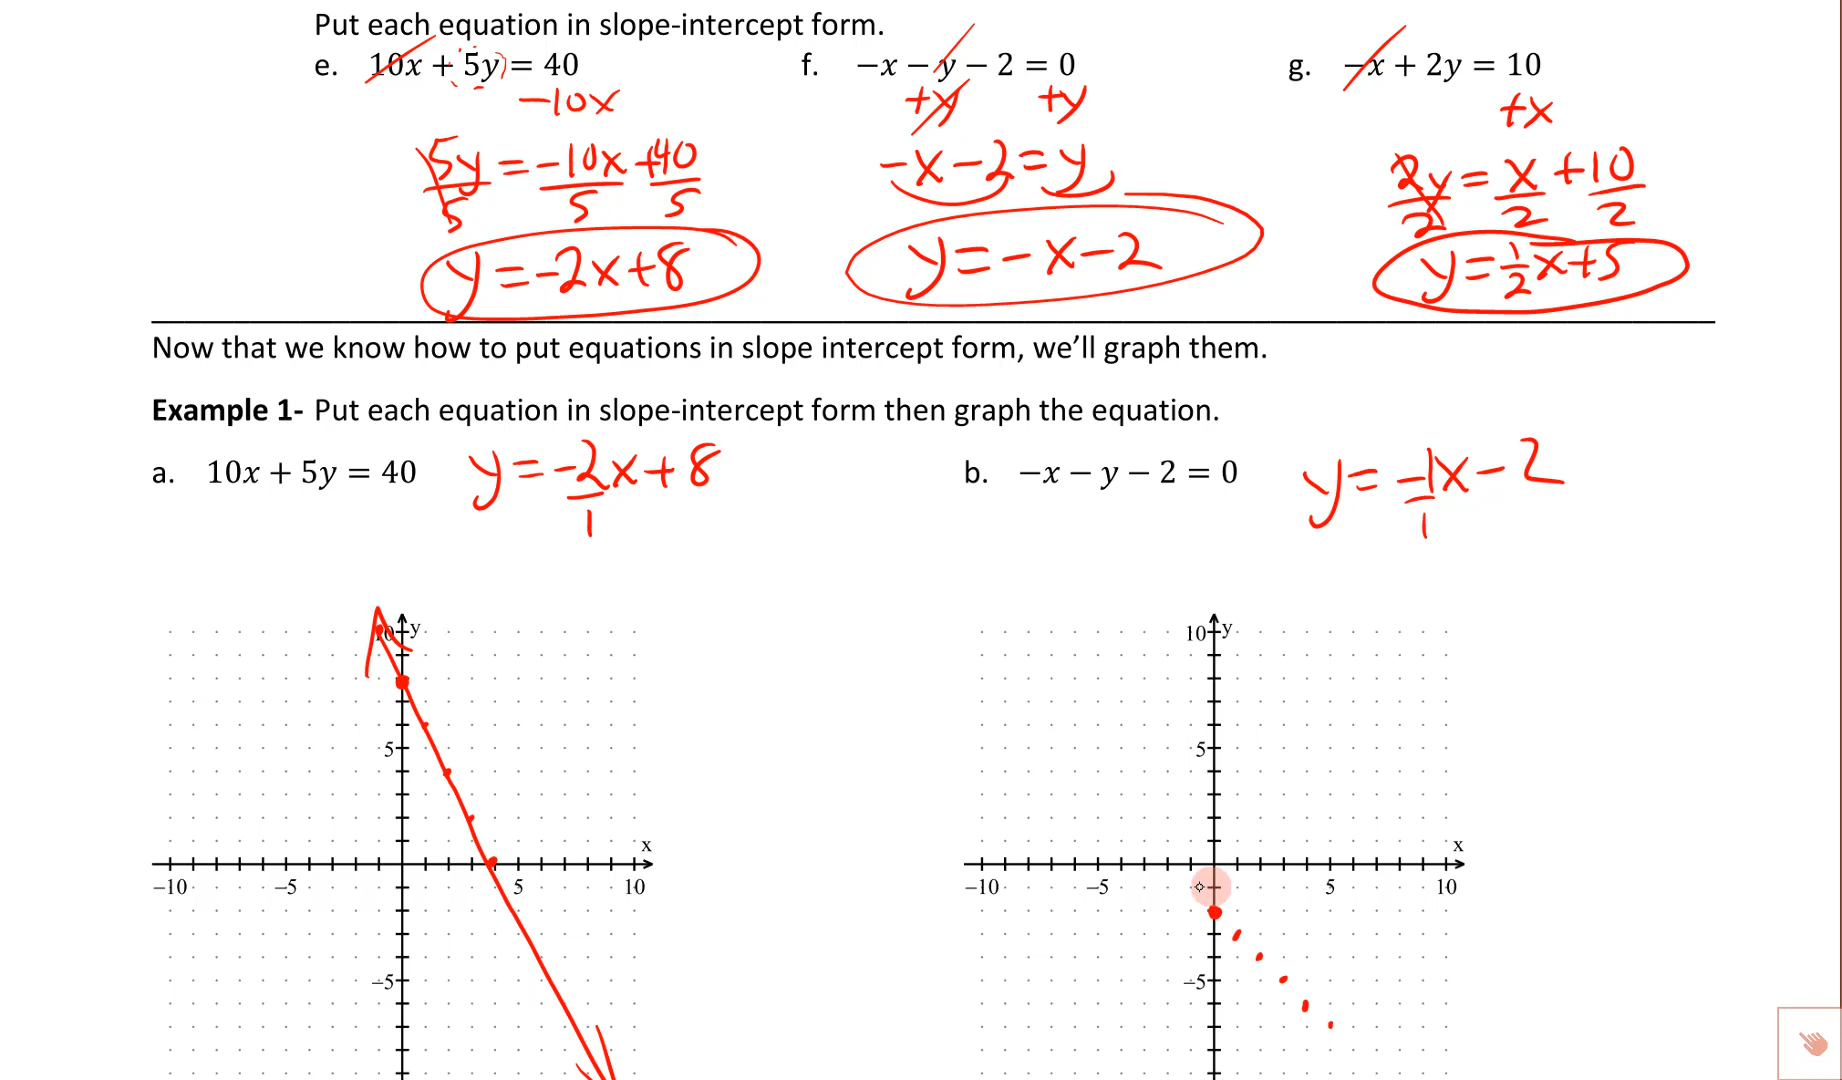 Put each equation in slope-intercept form.
e. 10x + 5y = 40 f. −x − y − 2 = 0 g. −x + 2y = 10
−10x +y +y +x
5y = −10x +40 −x − 2 = y 2y = x + 10
5 5 5 2 2 2
y = −2x + 8 y = −x − 2 y = 1/2 x + 5
Now that we know how to put equations in slope intercept form, we’ll graph them.
Example 1- Put each equation in slope-intercept form then graph the equation.
a. 10x + 5y = 40 y = −2/1 x + 8 b. −x − y − 2 = 0 y = −1/1 x − 2
10 y 10 y
5 5
x x
−10 −5 5 10 −10 −5 5 10
−5 −5